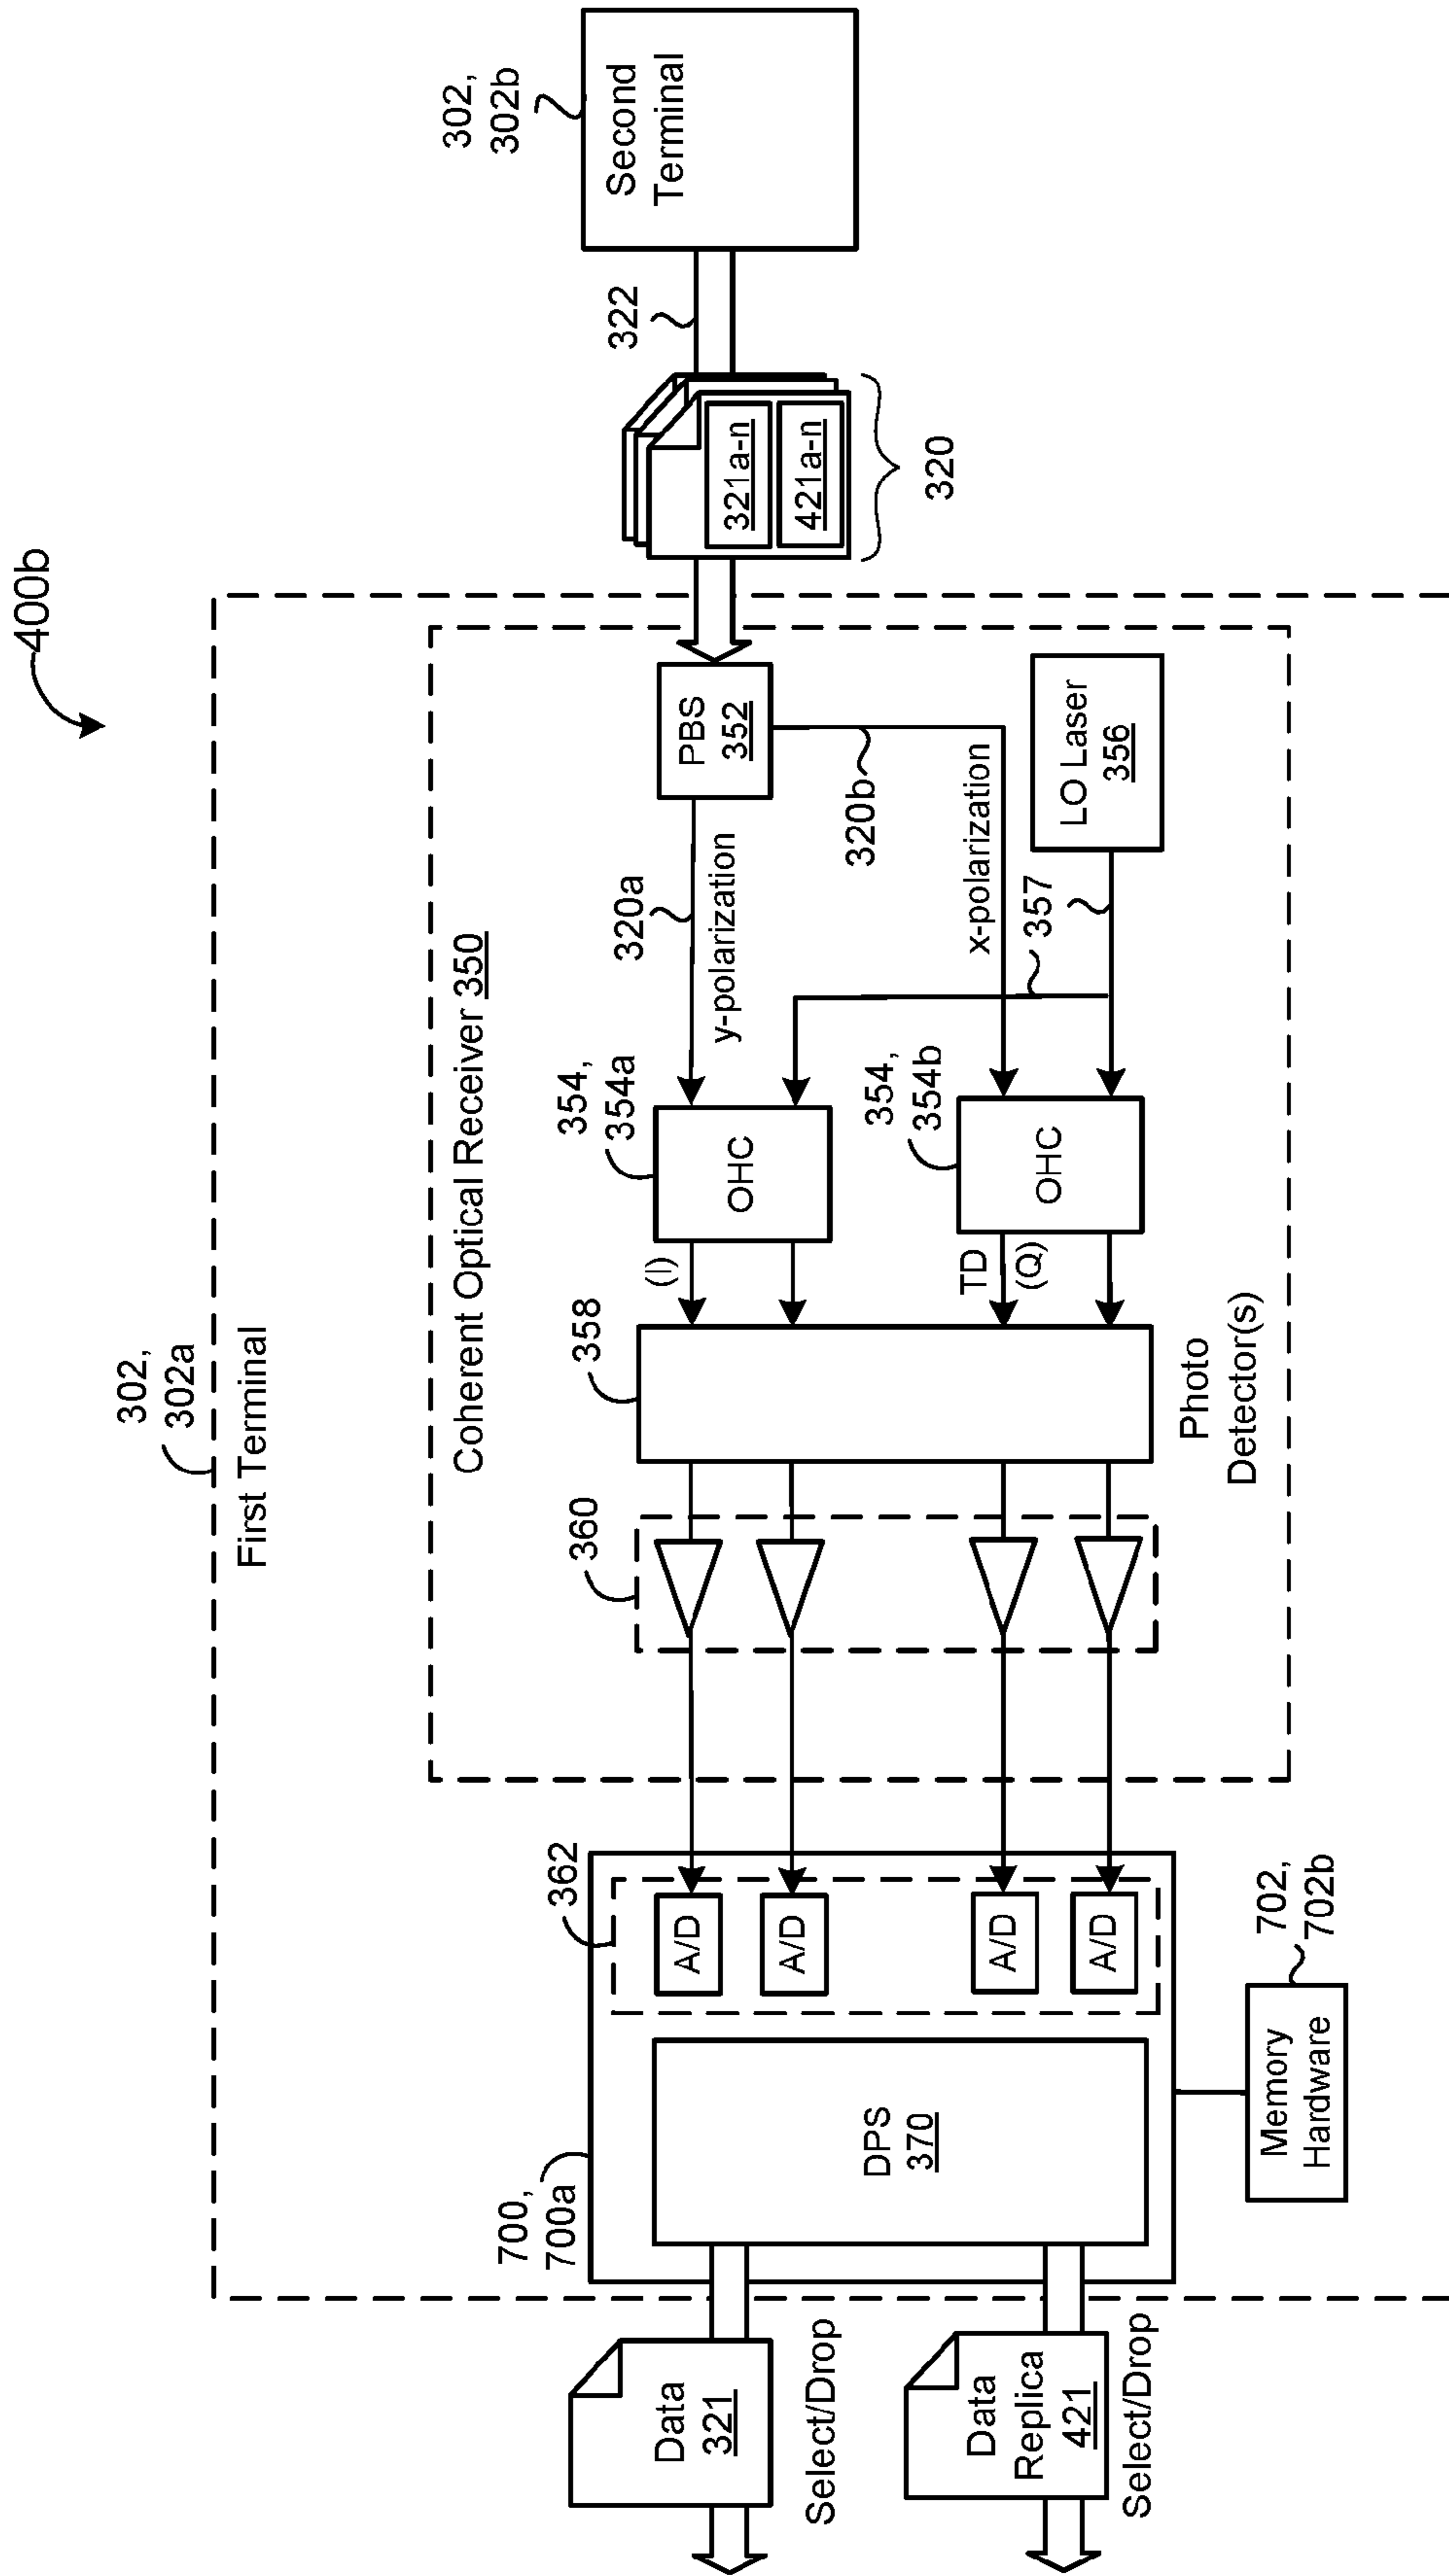 400b
302,
302a
First Terminal
302,
302b
Second
Terminal
322
321a-n
421a-n
320
Coherent Optical Receiver 350
PBS
352
320a
y-polarization
320b
x-polarization
LO Laser
356
357
354,
354a
OHC
354,
354b
OHC
(I)
TD
(Q)
358
Photo
Detector(s)
360
362
A/D
A/D
A/D
A/D
700,
700a
DPS
370
702,
702b
Memory
Hardware
Data
321
Select/Drop
Data
Replica
421
Select/Drop